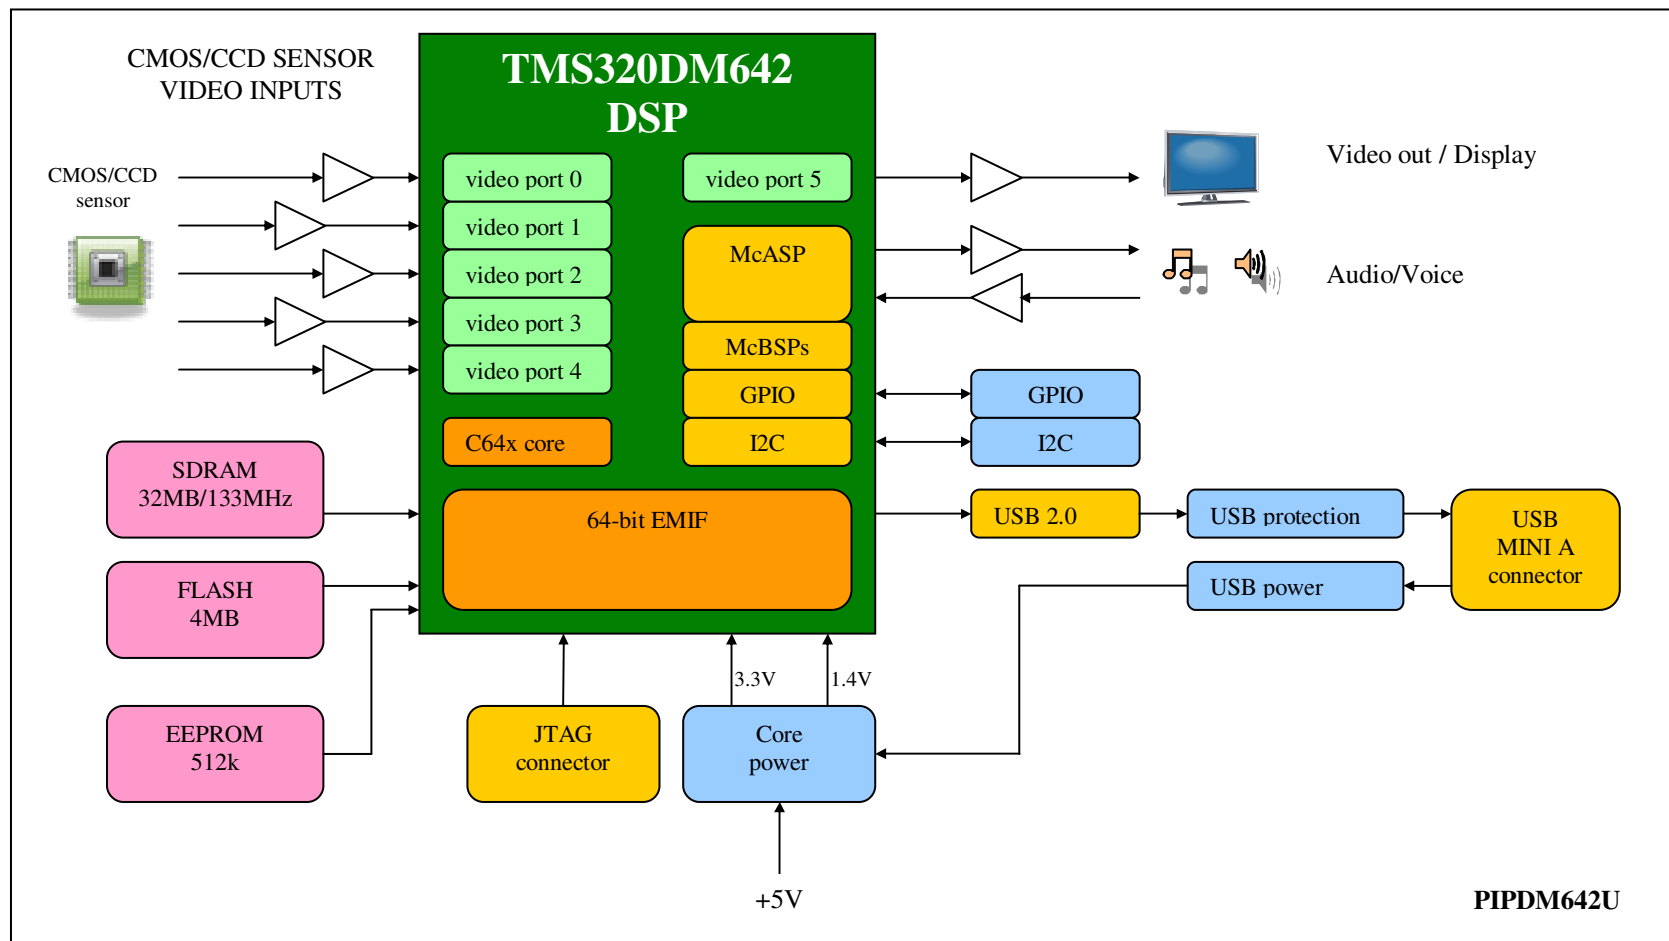 CMOS/CCD SENSOR
VIDEO INPUTS
TMS320DM642
DSP
CMOS/CCD
sensor
video port 0
video port 1
video port 2
video port 3
video port 4
video port 5
McASP
McBSPs
GPIO
I2C
C64x core
64-bit EMIF
Video out / Display
Audio/Voice
GPIO
I2C
SDRAM
32MB/133MHz
FLASH
4MB
EEPROM
512k
USB 2.0
USB protection
USB power
USB
MINI A
connector
3.3V
1.4V
JTAG
connector
Core
power
+5V
PIPDM642U